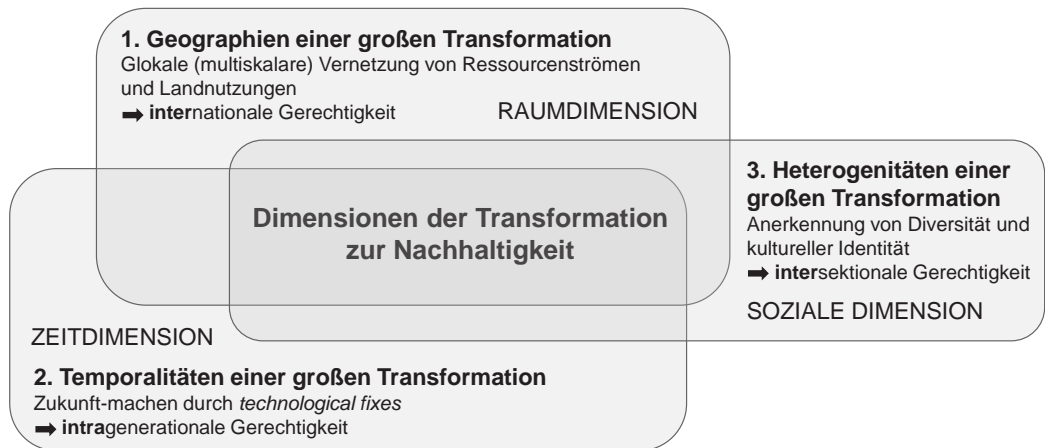 1. Geographien einer großen Transformation
Glokale (multiskalare) Vernetzung von Ressourcenströmen
und Landnutzungen
➡ internationale Gerechtigkeit
RAUMDIMENSION
3. Heterogenitäten einer
großen Transformation
Anerkennung von Diversität und
kultureller Identität
➡ intersektionale Gerechtigkeit
SOZIALE DIMENSION
Dimensionen der Transformation
zur Nachhaltigkeit
ZEITDIMENSION
2. Temporalitäten einer großen Transformation
Zukunft-machen durch technological fixes
➡ intragenerationale Gerechtigkeit